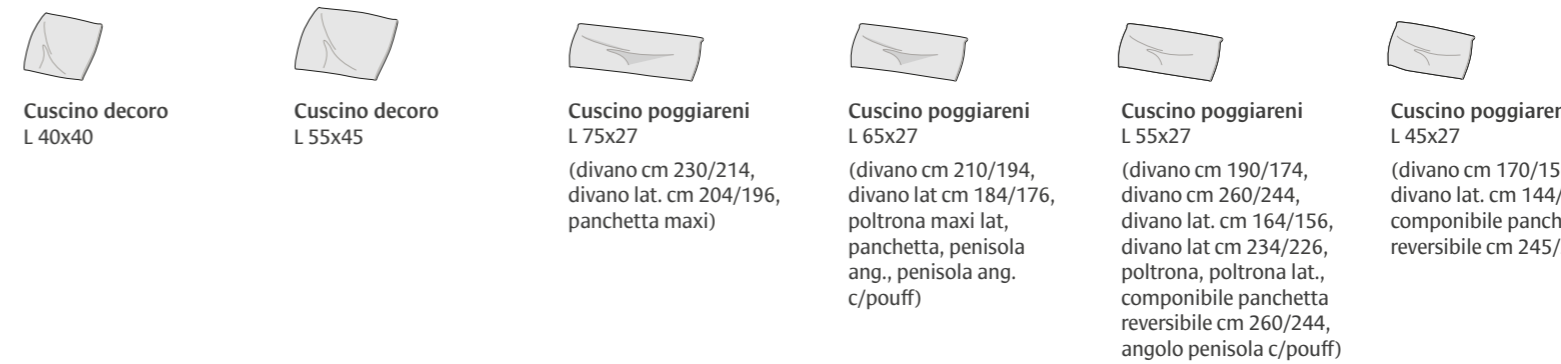 Cuscino decoro
L 40x40
Cuscino decoro
L 55x45
Cuscino poggiareni
L 75x27
(divano cm 230/214,
divano lat. cm 204/196,
panchetta maxi)
Cuscino poggiareni
L 65x27
(divano cm 210/194,
divano lat cm 184/176,
poltrona maxi lat,
panchetta, penisola
ang., penisola ang.
c/pouff)
Cuscino poggiareni
L 55x27
(divano cm 190/174,
divano cm 260/244,
divano lat. cm 164/156,
divano lat cm 234/226,
poltrona, poltrona lat.,
componibile panchetta
reversibile cm 260/244,
angolo penisola c/pouff)
Cuscino
L 45x27
(divano cm
divano lat. cm
componibile
reversibile cm